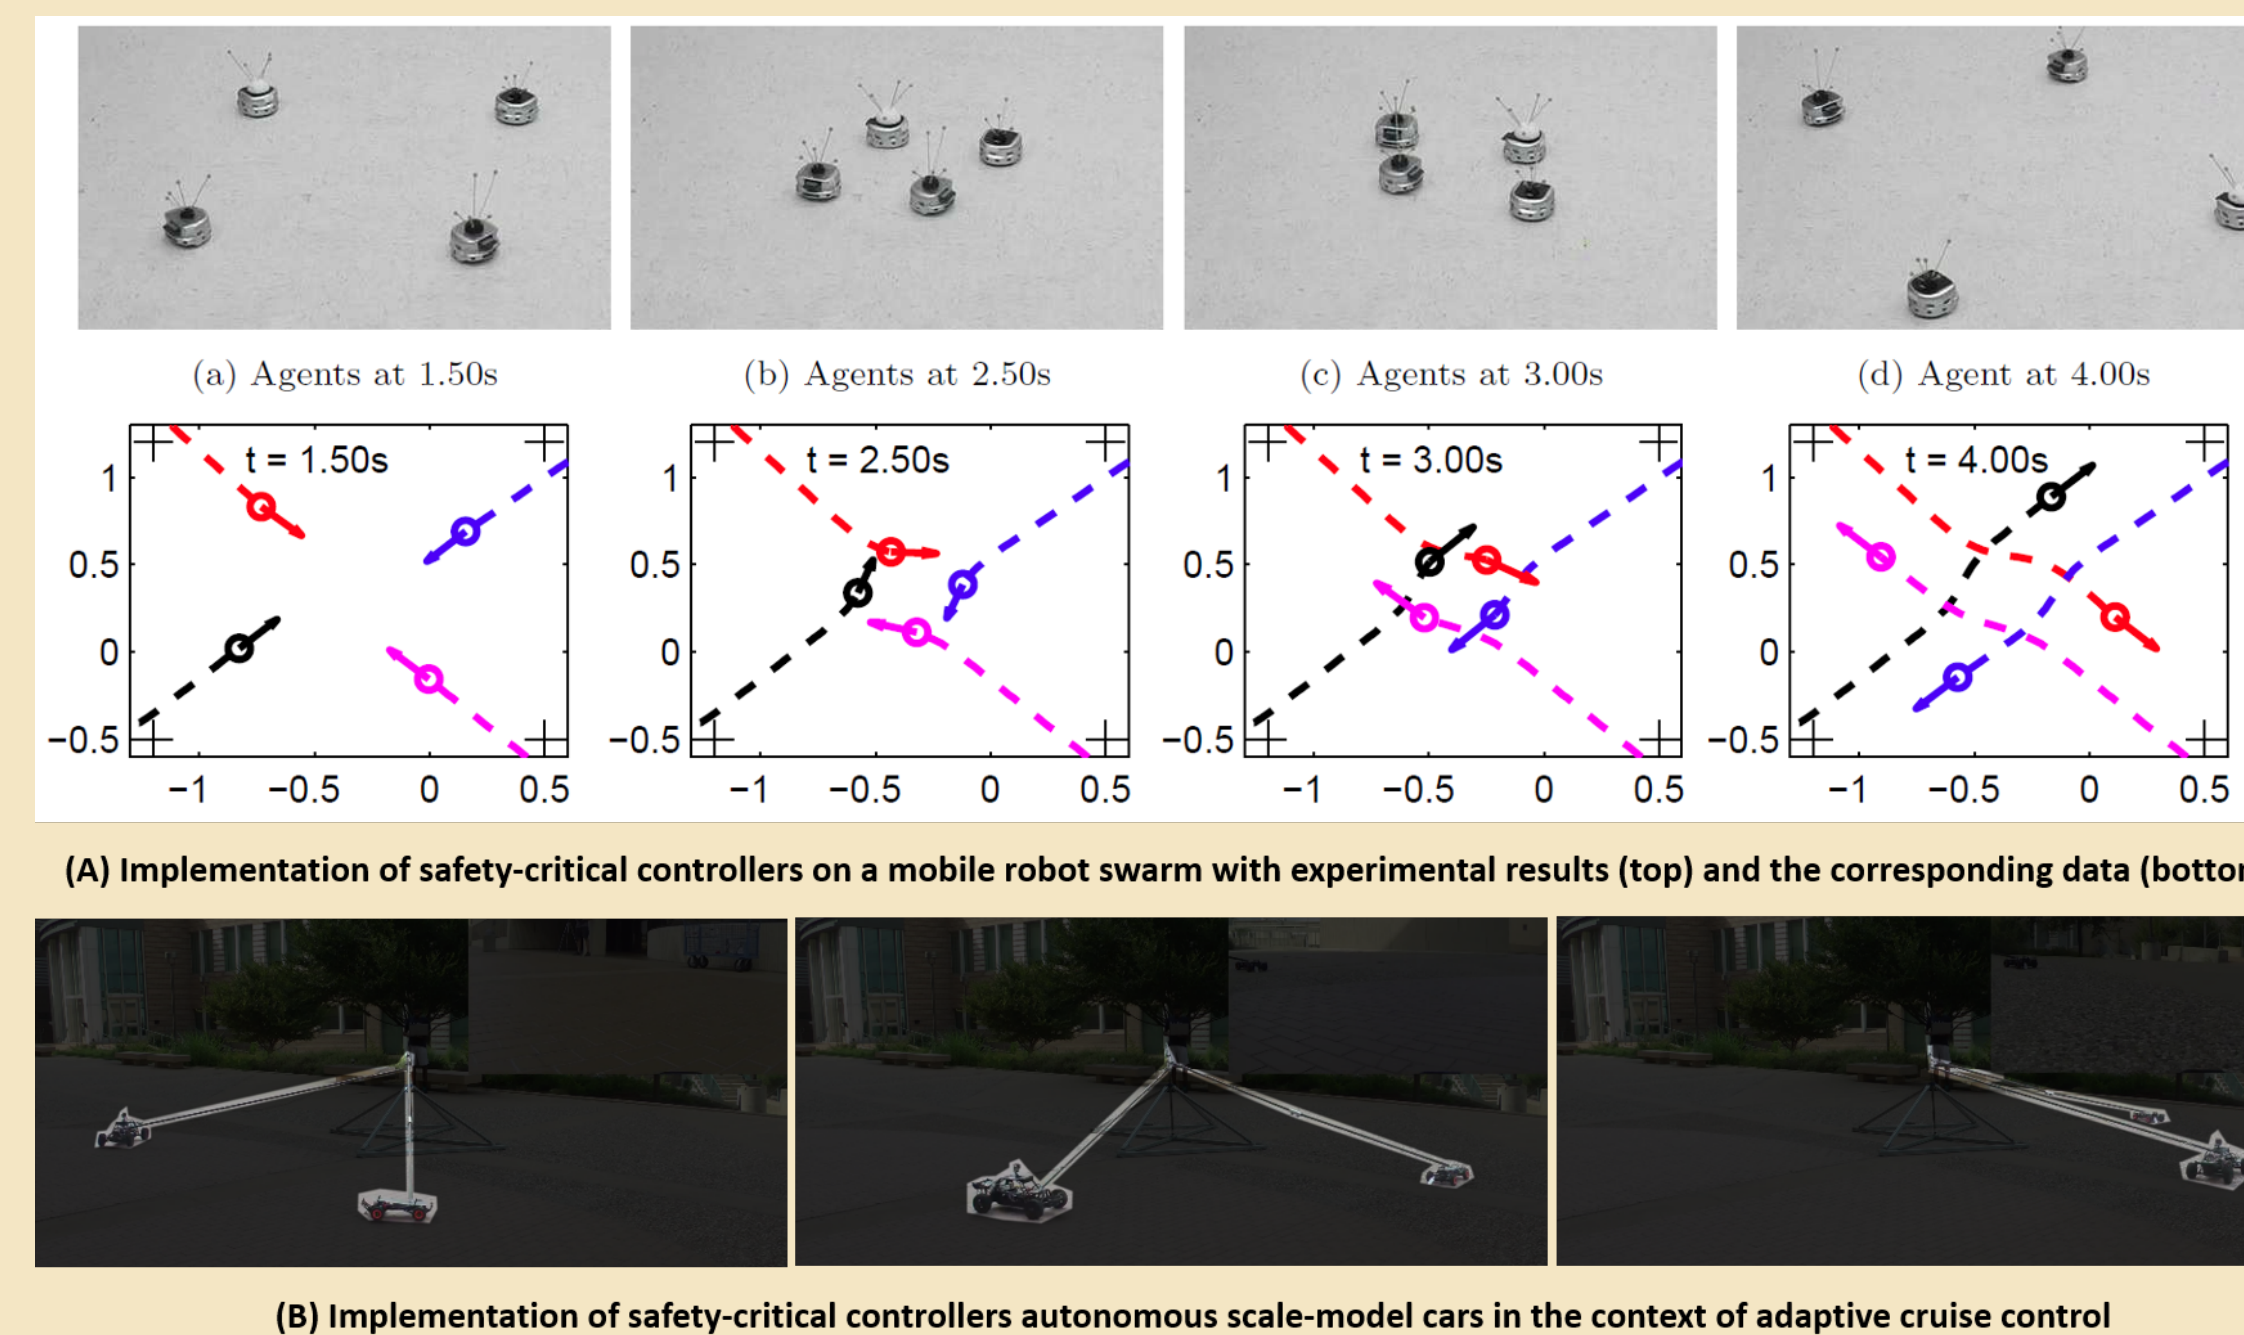 (a) Agents at 1.50s
(b) Agents at 2.50s
(c) Agents at 3.00s
(d) Agent at 4.00s
t = 1.50s
1
0.5
0
−0.5
−1 −0.5 0 0.5
t = 2.50s
1
0.5
0
−0.5
−1 −0.5 0 0.5
t = 3.00s
1
0.5
0
−0.5
−1 −0.5 0 0.5
t = 4.00s
1
0.5
0
−0.5
−1 −0.5 0 0.5
(A) Implementation of safety-critical controllers on a mobile robot swarm with experimental results (top) and the corresponding data (bottor
(B) Implementation of safety-critical controllers autonomous scale-model cars in the context of adaptive cruise control